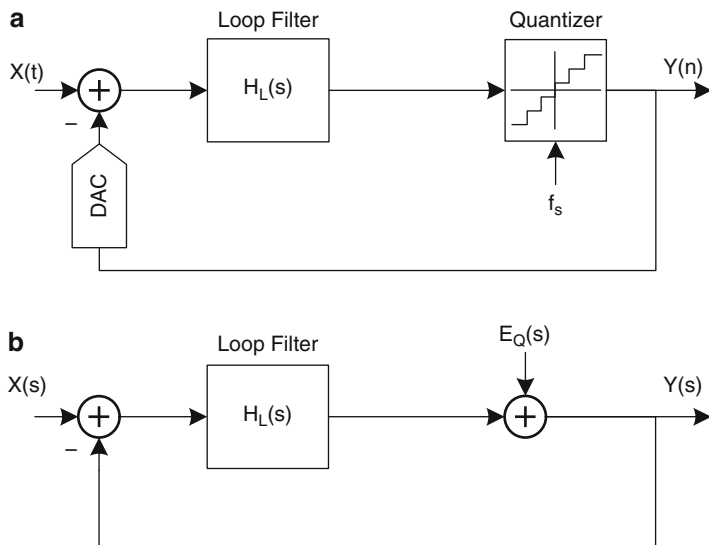 a
Loop Filter
Quantizer
X(t)
+
−
H_L(s)
Y(n)
DAC
f_s
b
Loop Filter
E_Q(s)
X(s)
+
−
H_L(s)
+
Y(s)